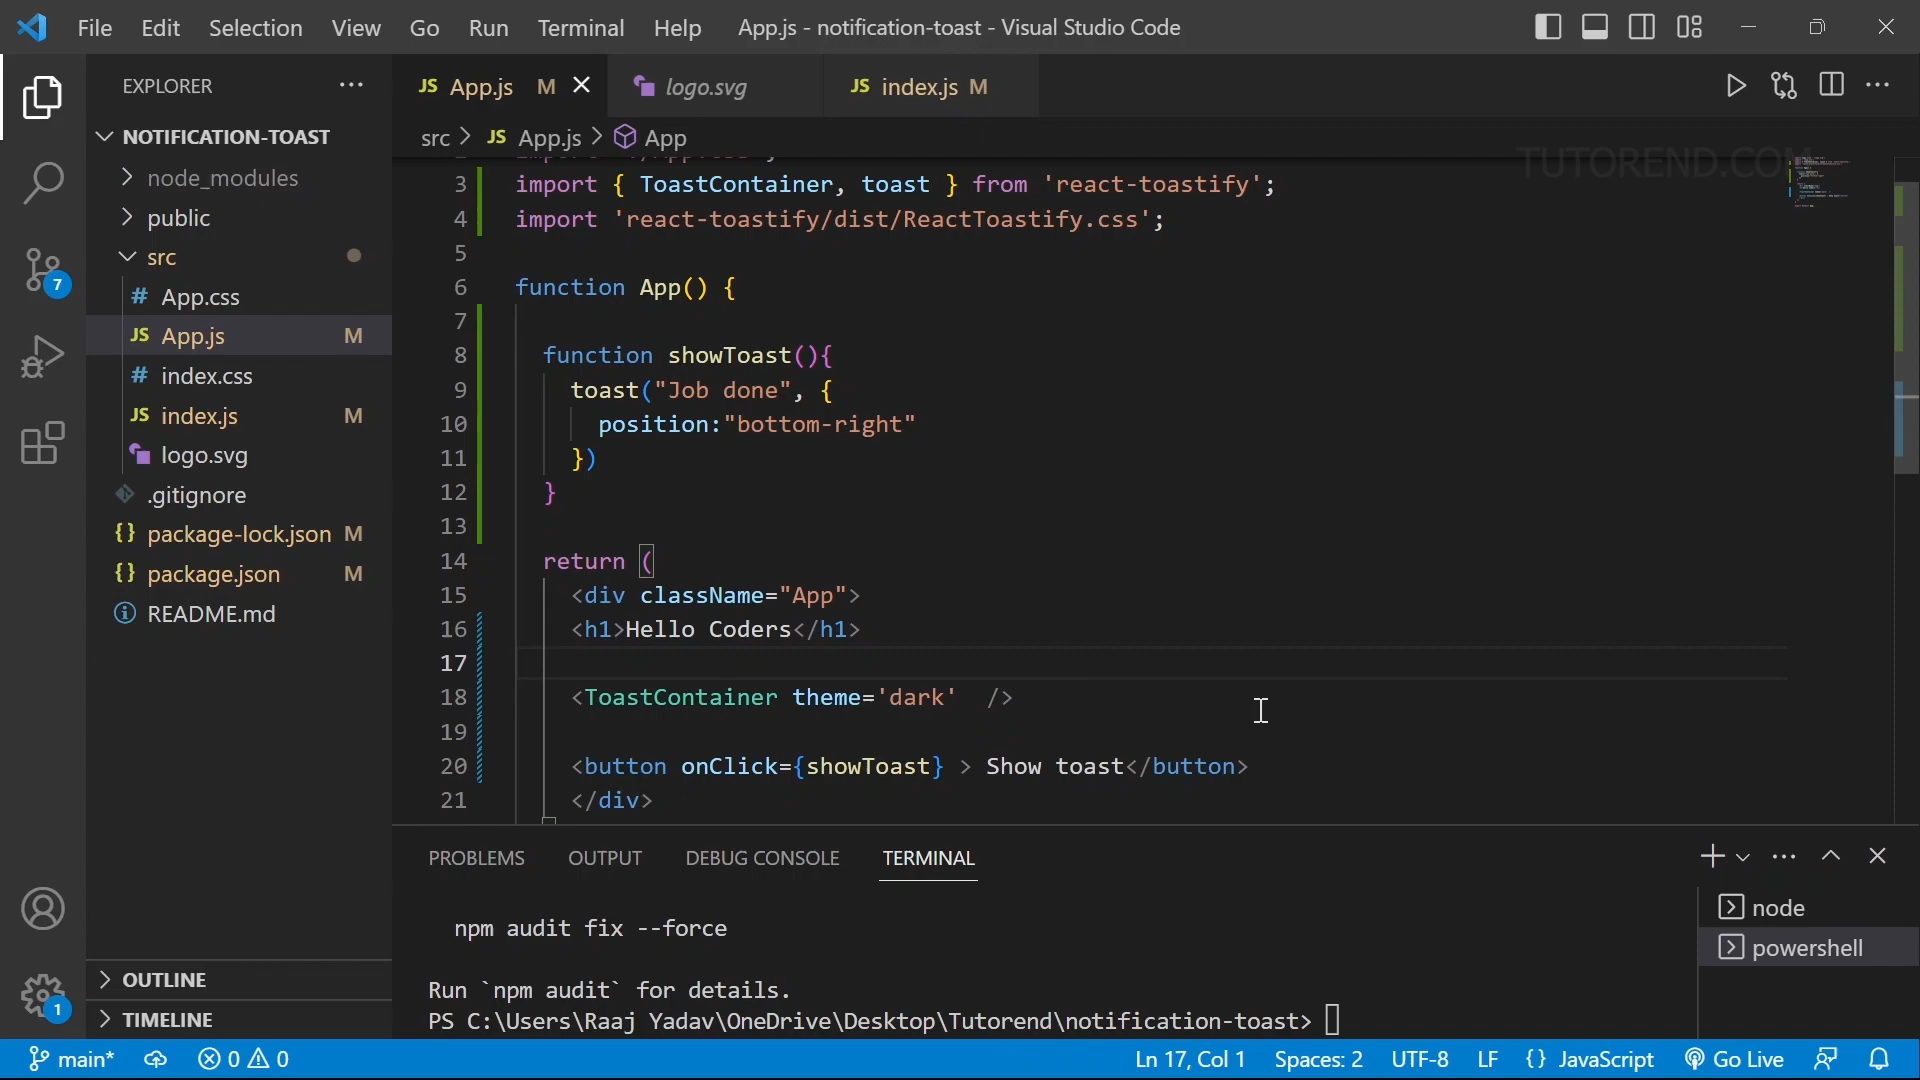 File Edit Selection View Go Run Terminal Help App.js - notification-toast - Visual Studio Code
EXPLORER
JS App.js M
logo.svg
JS index.js M
NOTIFICATION-TOAST
src > JS App.js > App
TUTOREND.COM
node_modules
public
src
# App.css
JS App.js M
# index.css
JS index.js M
logo.svg
.gitignore
{} package-lock.json M
{} package.json M
README.md
OUTLINE
TIMELINE
7
1
3 import { ToastContainer, toast } from 'react-toastify';
4 import 'react-toastify/dist/ReactToastify.css';
5
6 function App() {
7
8 function showToast(){
9 toast("Job done", {
10 position:"bottom-right"
11 })
12 }
13
14 return (
15 <div className="App">
16 <h1>Hello Coders</h1>
17
18 <ToastContainer theme='dark'  />
19
20 <button onClick={showToast} > Show toast</button>
21 </div>
PROBLEMS OUTPUT DEBUG CONSOLE TERMINAL
npm audit fix --force
Run `npm audit` for details.
PS C:\Users\Raaj Yadav\OneDrive\Desktop\Tutorend\notification-toast>
node
powershell
main* 0 0 Ln 17, Col 1 Spaces: 2 UTF-8 LF {} JavaScript Go Live